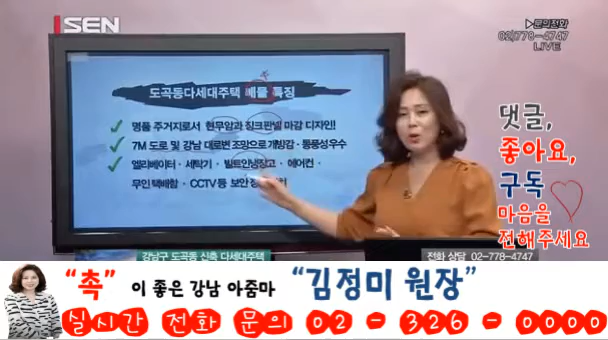 SEN
▷문의전화
02)778-4747
LIVE
도곡동다세대주택 매물 특징
명품 주거지로서 현무암과 징크판넬 마감 디자인!!
7M 도로 및 강남 대로변 조망으로 개방감·통풍성우수
엘리베이터· 세탁기 · 빌트인냉장고 · 에어컨 ·
무인 택배함 · CCTV 등 보안
댓글,
좋아요,
구독
마음을
전해주세요
강남구 도곡동 신축 다세대주택
전화 상담 02-778-4747
“촉” 이 좋은 강남 아줌마 “김정미 원장”
실시간 전화 문의 02 - 326 - 0000